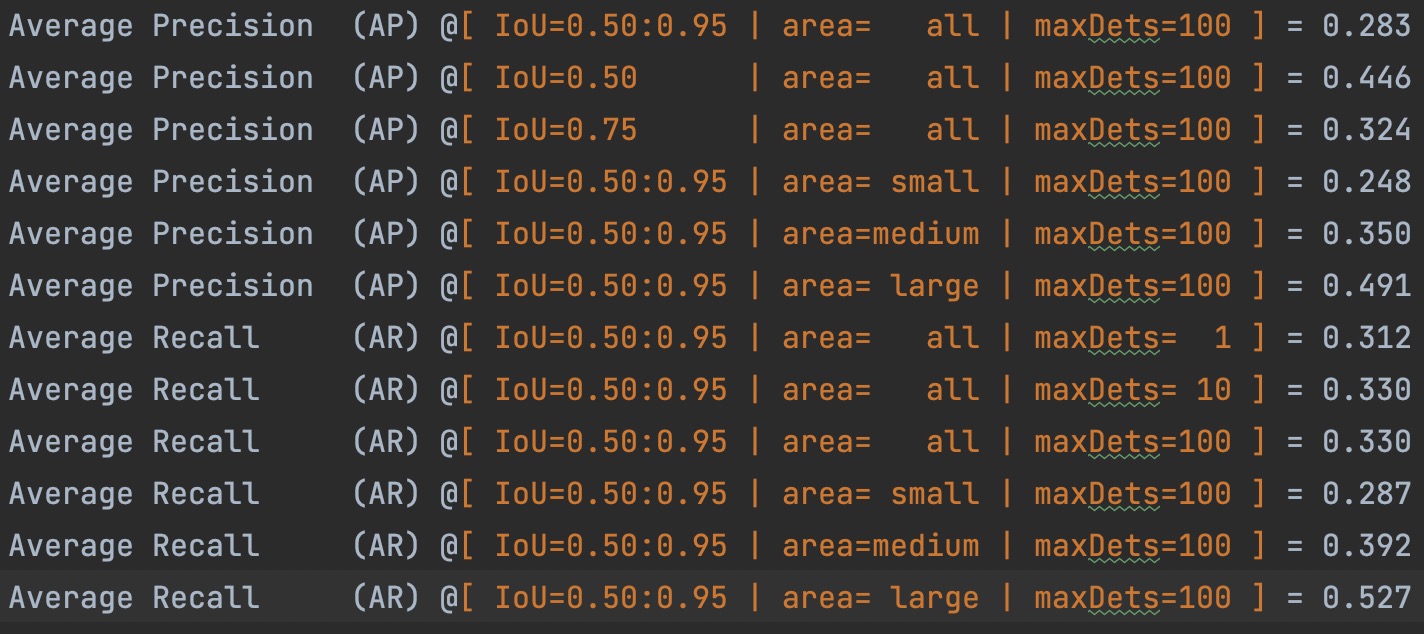 Average Precision  (AP) @[ IoU=0.50:0.95 | area=   all | maxDets=100 ] = 0.283
Average Precision  (AP) @[ IoU=0.50      | area=   all | maxDets=100 ] = 0.446
Average Precision  (AP) @[ IoU=0.75      | area=   all | maxDets=100 ] = 0.324
Average Precision  (AP) @[ IoU=0.50:0.95 | area= small | maxDets=100 ] = 0.248
Average Precision  (AP) @[ IoU=0.50:0.95 | area=medium | maxDets=100 ] = 0.350
Average Precision  (AP) @[ IoU=0.50:0.95 | area= large | maxDets=100 ] = 0.491
Average Recall     (AR) @[ IoU=0.50:0.95 | area=   all | maxDets=  1 ] = 0.312
Average Recall     (AR) @[ IoU=0.50:0.95 | area=   all | maxDets= 10 ] = 0.330
Average Recall     (AR) @[ IoU=0.50:0.95 | area=   all | maxDets=100 ] = 0.330
Average Recall     (AR) @[ IoU=0.50:0.95 | area= small | maxDets=100 ] = 0.287
Average Recall     (AR) @[ IoU=0.50:0.95 | area=medium | maxDets=100 ] = 0.392
Average Recall     (AR) @[ IoU=0.50:0.95 | area= large | maxDets=100 ] = 0.527